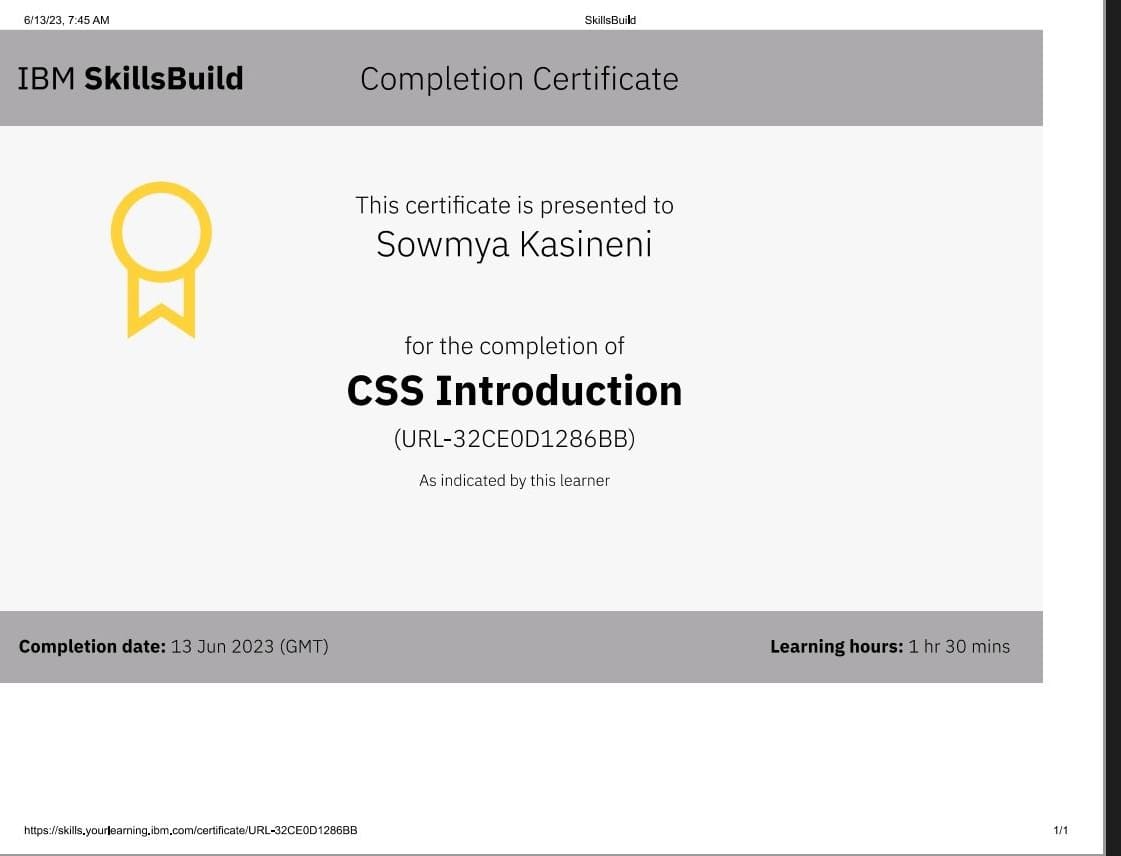 6/13/23, 7:45 AM SkillsBuild
IBM SkillsBuild Completion Certificate
This certificate is presented to
Sowmya Kasineni
for the completion of
CSS Introduction
(URL-32CE0D1286BB)
As indicated by this learner
Completion date: 13 Jun 2023 (GMT) Learning hours: 1 hr 30 mins
https://skills.yourlearning.ibm.com/certificate/URL-32CE0D1286BB 1/1